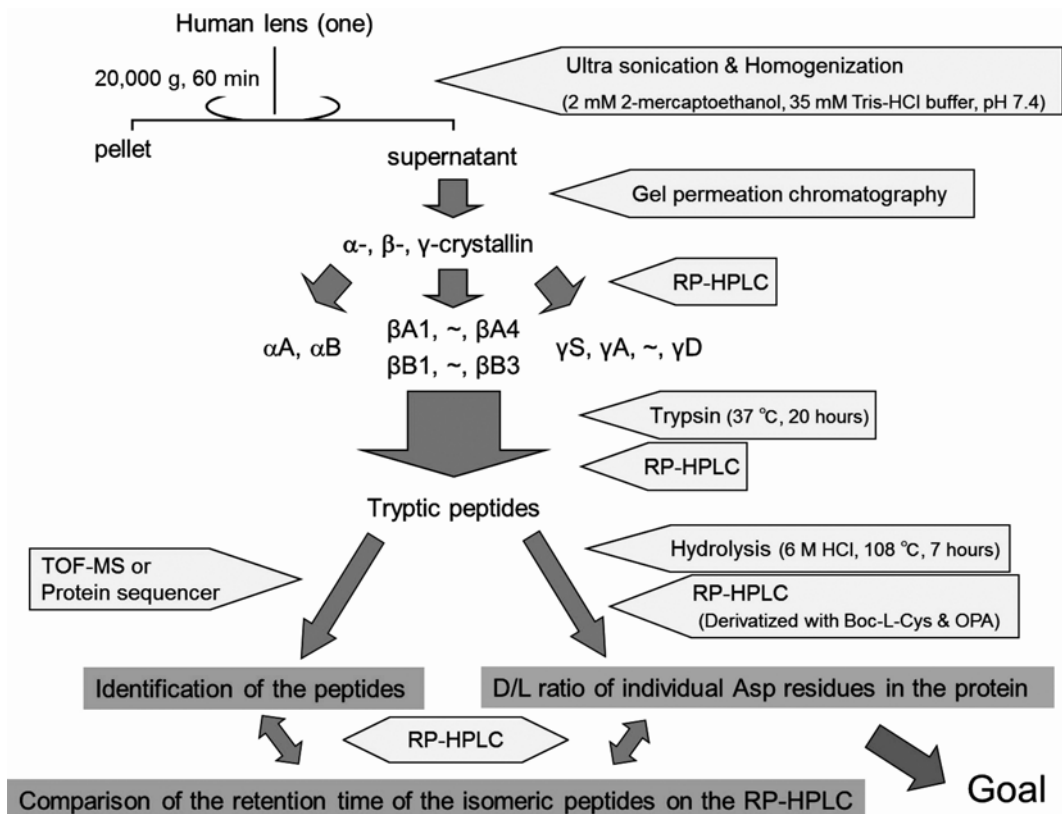 Human lens (one)
20,000 g, 60 min
Ultra sonication & Homogenization
(2 mM 2-mercaptoethanol, 35 mM Tris-HCl buffer, pH 7.4)
pellet
supernatant
Gel permeation chromatography
α-, β-, γ-crystallin
RP-HPLC
αA, αB
βA1, ~, βA4
βB1, ~, βB3
γS, γA, ~, γD
Trypsin (37 ℃, 20 hours)
RP-HPLC
Tryptic peptides
TOF-MS or
Protein sequencer
Hydrolysis (6 M HCl, 108 ℃, 7 hours)
RP-HPLC
(Derivatized with Boc-L-Cys & OPA)
Identification of the peptides
D/L ratio of individual Asp residues in the protein
RP-HPLC
Comparison of the retention time of the isomeric peptides on the RP-HPLC
Goal